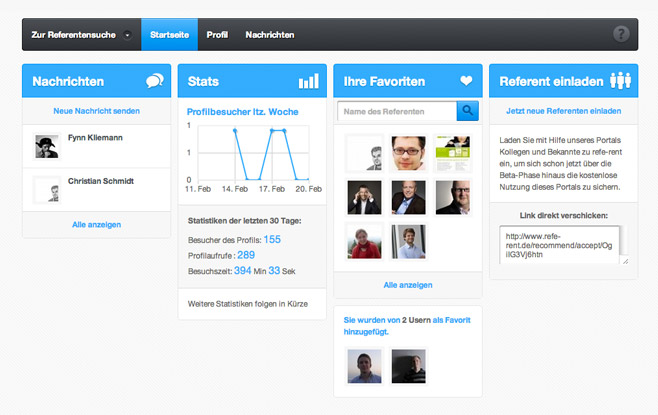 Zur Referentensuche
Startseite
Profil
Nachrichten
?
Nachrichten
Neue Nachricht senden
Fynn Kliemann
Christian Schmidt
Alle anzeigen
Stats
Profilbesucher ltz. Woche
1
1
0
11. Feb 14. Feb 17. Feb 20. Feb
Statistiken der letzten 30 Tage:
Besucher des Profils: 155
Profilaufrufe : 289
Besuchszeit: 394 Min 33 Sek
Weitere Statistiken folgen in Kürze
Ihre Favoriten
Name des Referenten
Alle anzeigen
Sie wurden von 2 Usern als Favorit
hinzugefügt.
Referent einladen
Jetzt neue Referenten einladen
Laden Sie mit Hilfe unseres Portals
Kollegen und Bekannte zu refe-rent
ein, um sich schon jetzt über die
Beta-Phase hinaus die kostenlose
Nutzung dieses Portals zu sichern.
Link direkt verschicken:
http://www.refe-
rent.de/recommend/accept/Og
iIG3Vj6htn